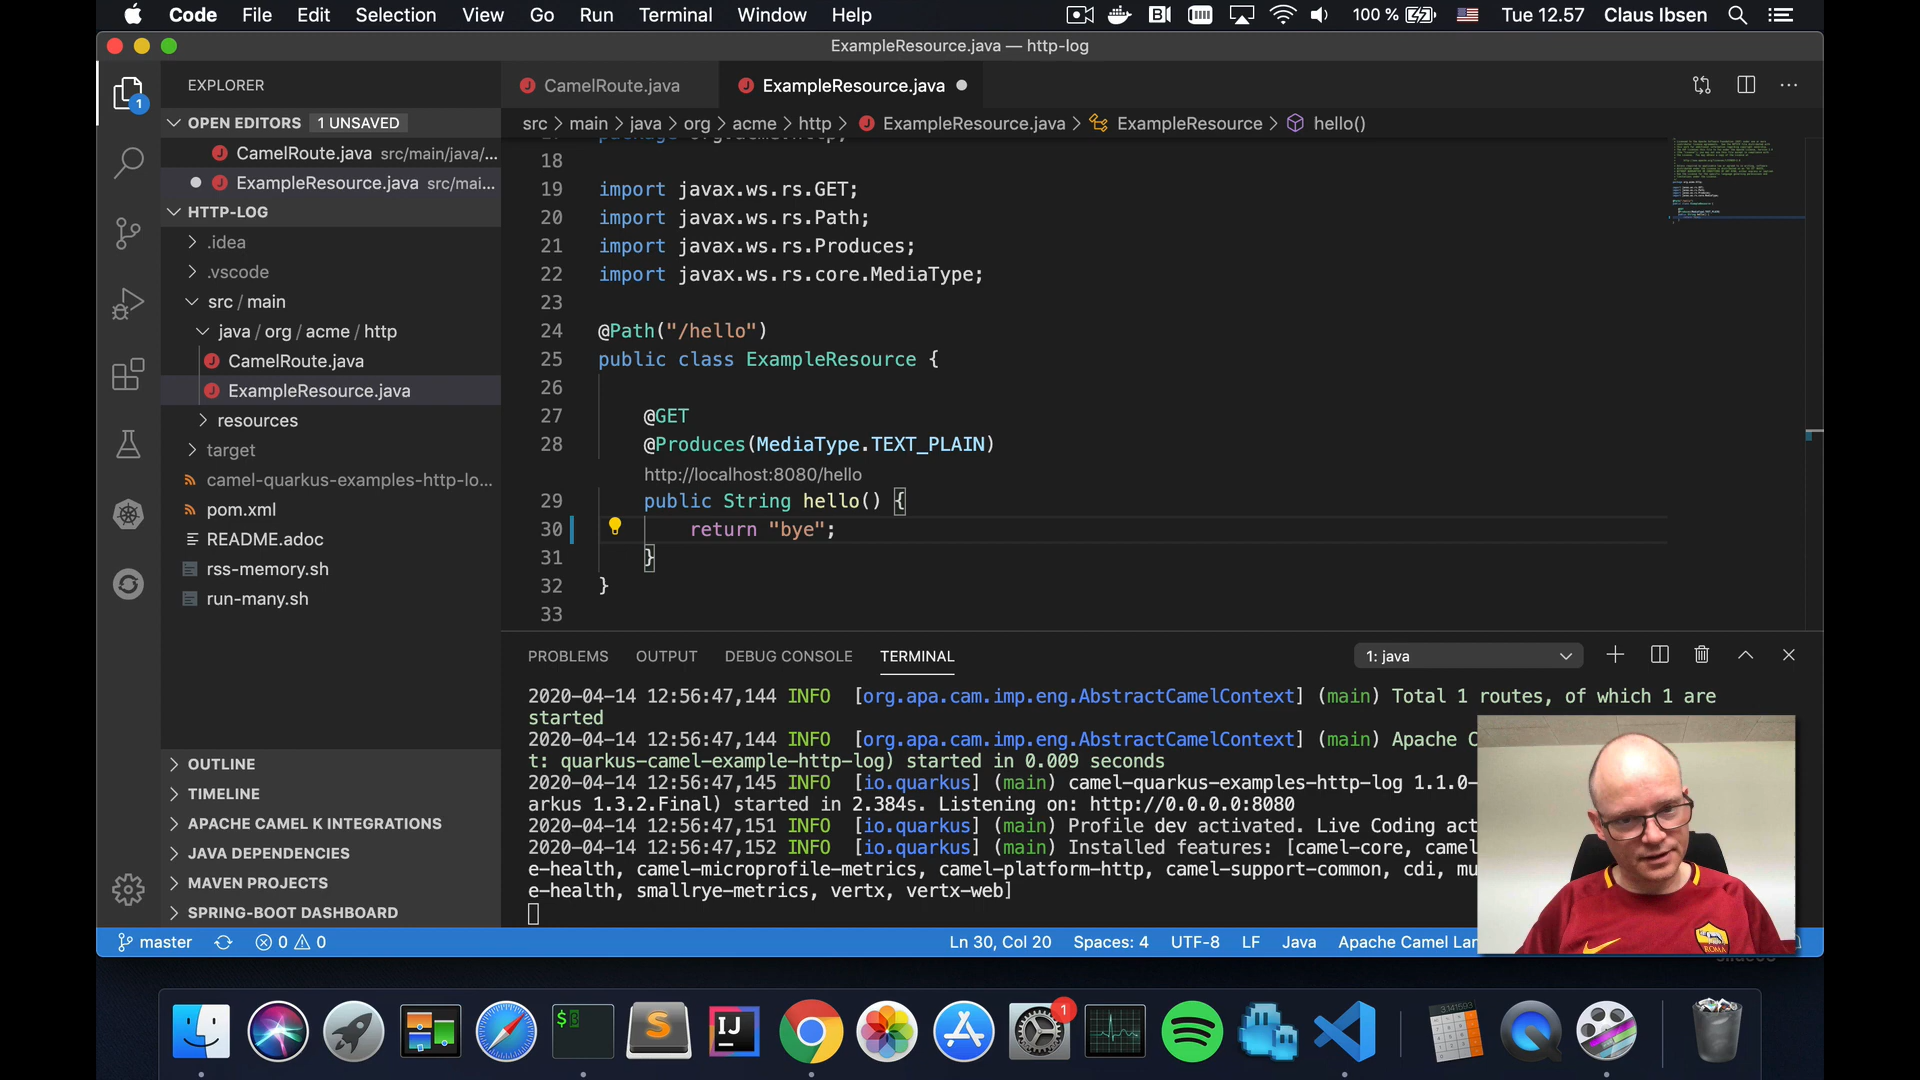 Code File Edit Selection View Go Run Terminal Window Help 100 % Tue 12.57 Claus Ibsen
ExampleResource.java — http-log
EXPLORER
CamelRoute.java
ExampleResource.java
1
OPEN EDITORS 1 UNSAVED
src > main > java > org > acme > http > ExampleResource.java > ExampleResource > hello()
CamelRoute.java src/main/java/...
ExampleResource.java src/mai...
HTTP-LOG
.idea
.vscode
src / main
java / org / acme / http
CamelRoute.java
ExampleResource.java
resources
target
camel-quarkus-examples-http-lo...
pom.xml
README.adoc
rss-memory.sh
run-many.sh
OUTLINE
TIMELINE
APACHE CAMEL K INTEGRATIONS
JAVA DEPENDENCIES
MAVEN PROJECTS
SPRING-BOOT DASHBOARD
18
19 import javax.ws.rs.GET;
20 import javax.ws.rs.Path;
21 import javax.ws.rs.Produces;
22 import javax.ws.rs.core.MediaType;
23
24 @Path("/hello")
25 public class ExampleResource {
26
27 @GET
28 @Produces(MediaType.TEXT_PLAIN)
http://localhost:8080/hello
29 public String hello() {
30 return "bye";
31 }
32 }
33
PROBLEMS OUTPUT DEBUG CONSOLE TERMINAL 1: java
2020-04-14 12:56:47,144 INFO [org.apa.cam.imp.eng.AbstractCamelContext] (main) Total 1 routes, of which 1 are
started
2020-04-14 12:56:47,144 INFO [org.apa.cam.imp.eng.AbstractCamelContext] (main) Apache C
t: quarkus-camel-example-http-log) started in 0.009 seconds
2020-04-14 12:56:47,145 INFO [io.quarkus] (main) camel-quarkus-examples-http-log 1.1.0-
arkus 1.3.2.Final) started in 2.384s. Listening on: http://0.0.0.0:8080
2020-04-14 12:56:47,151 INFO [io.quarkus] (main) Profile dev activated. Live Coding act
2020-04-14 12:56:47,152 INFO [io.quarkus] (main) Installed features: [camel-core, camel
e-health, camel-microprofile-metrics, camel-platform-http, camel-support-common, cdi, mu
e-health, smallrye-metrics, vertx, vertx-web]
master 0 0 Ln 30, Col 20 Spaces: 4 UTF-8 LF Java Apache Camel Lan
ROMA
1
IJ